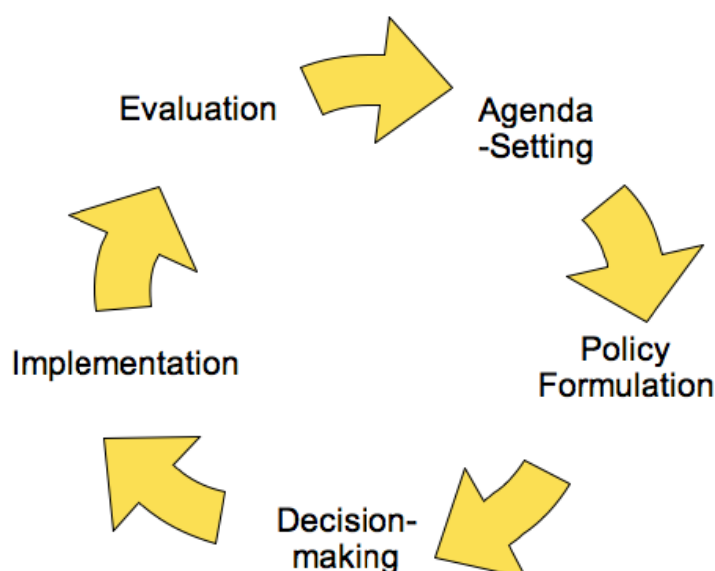 Evaluation
Agenda
-Setting
Policy
Formulation
Decision-
making
Implementation